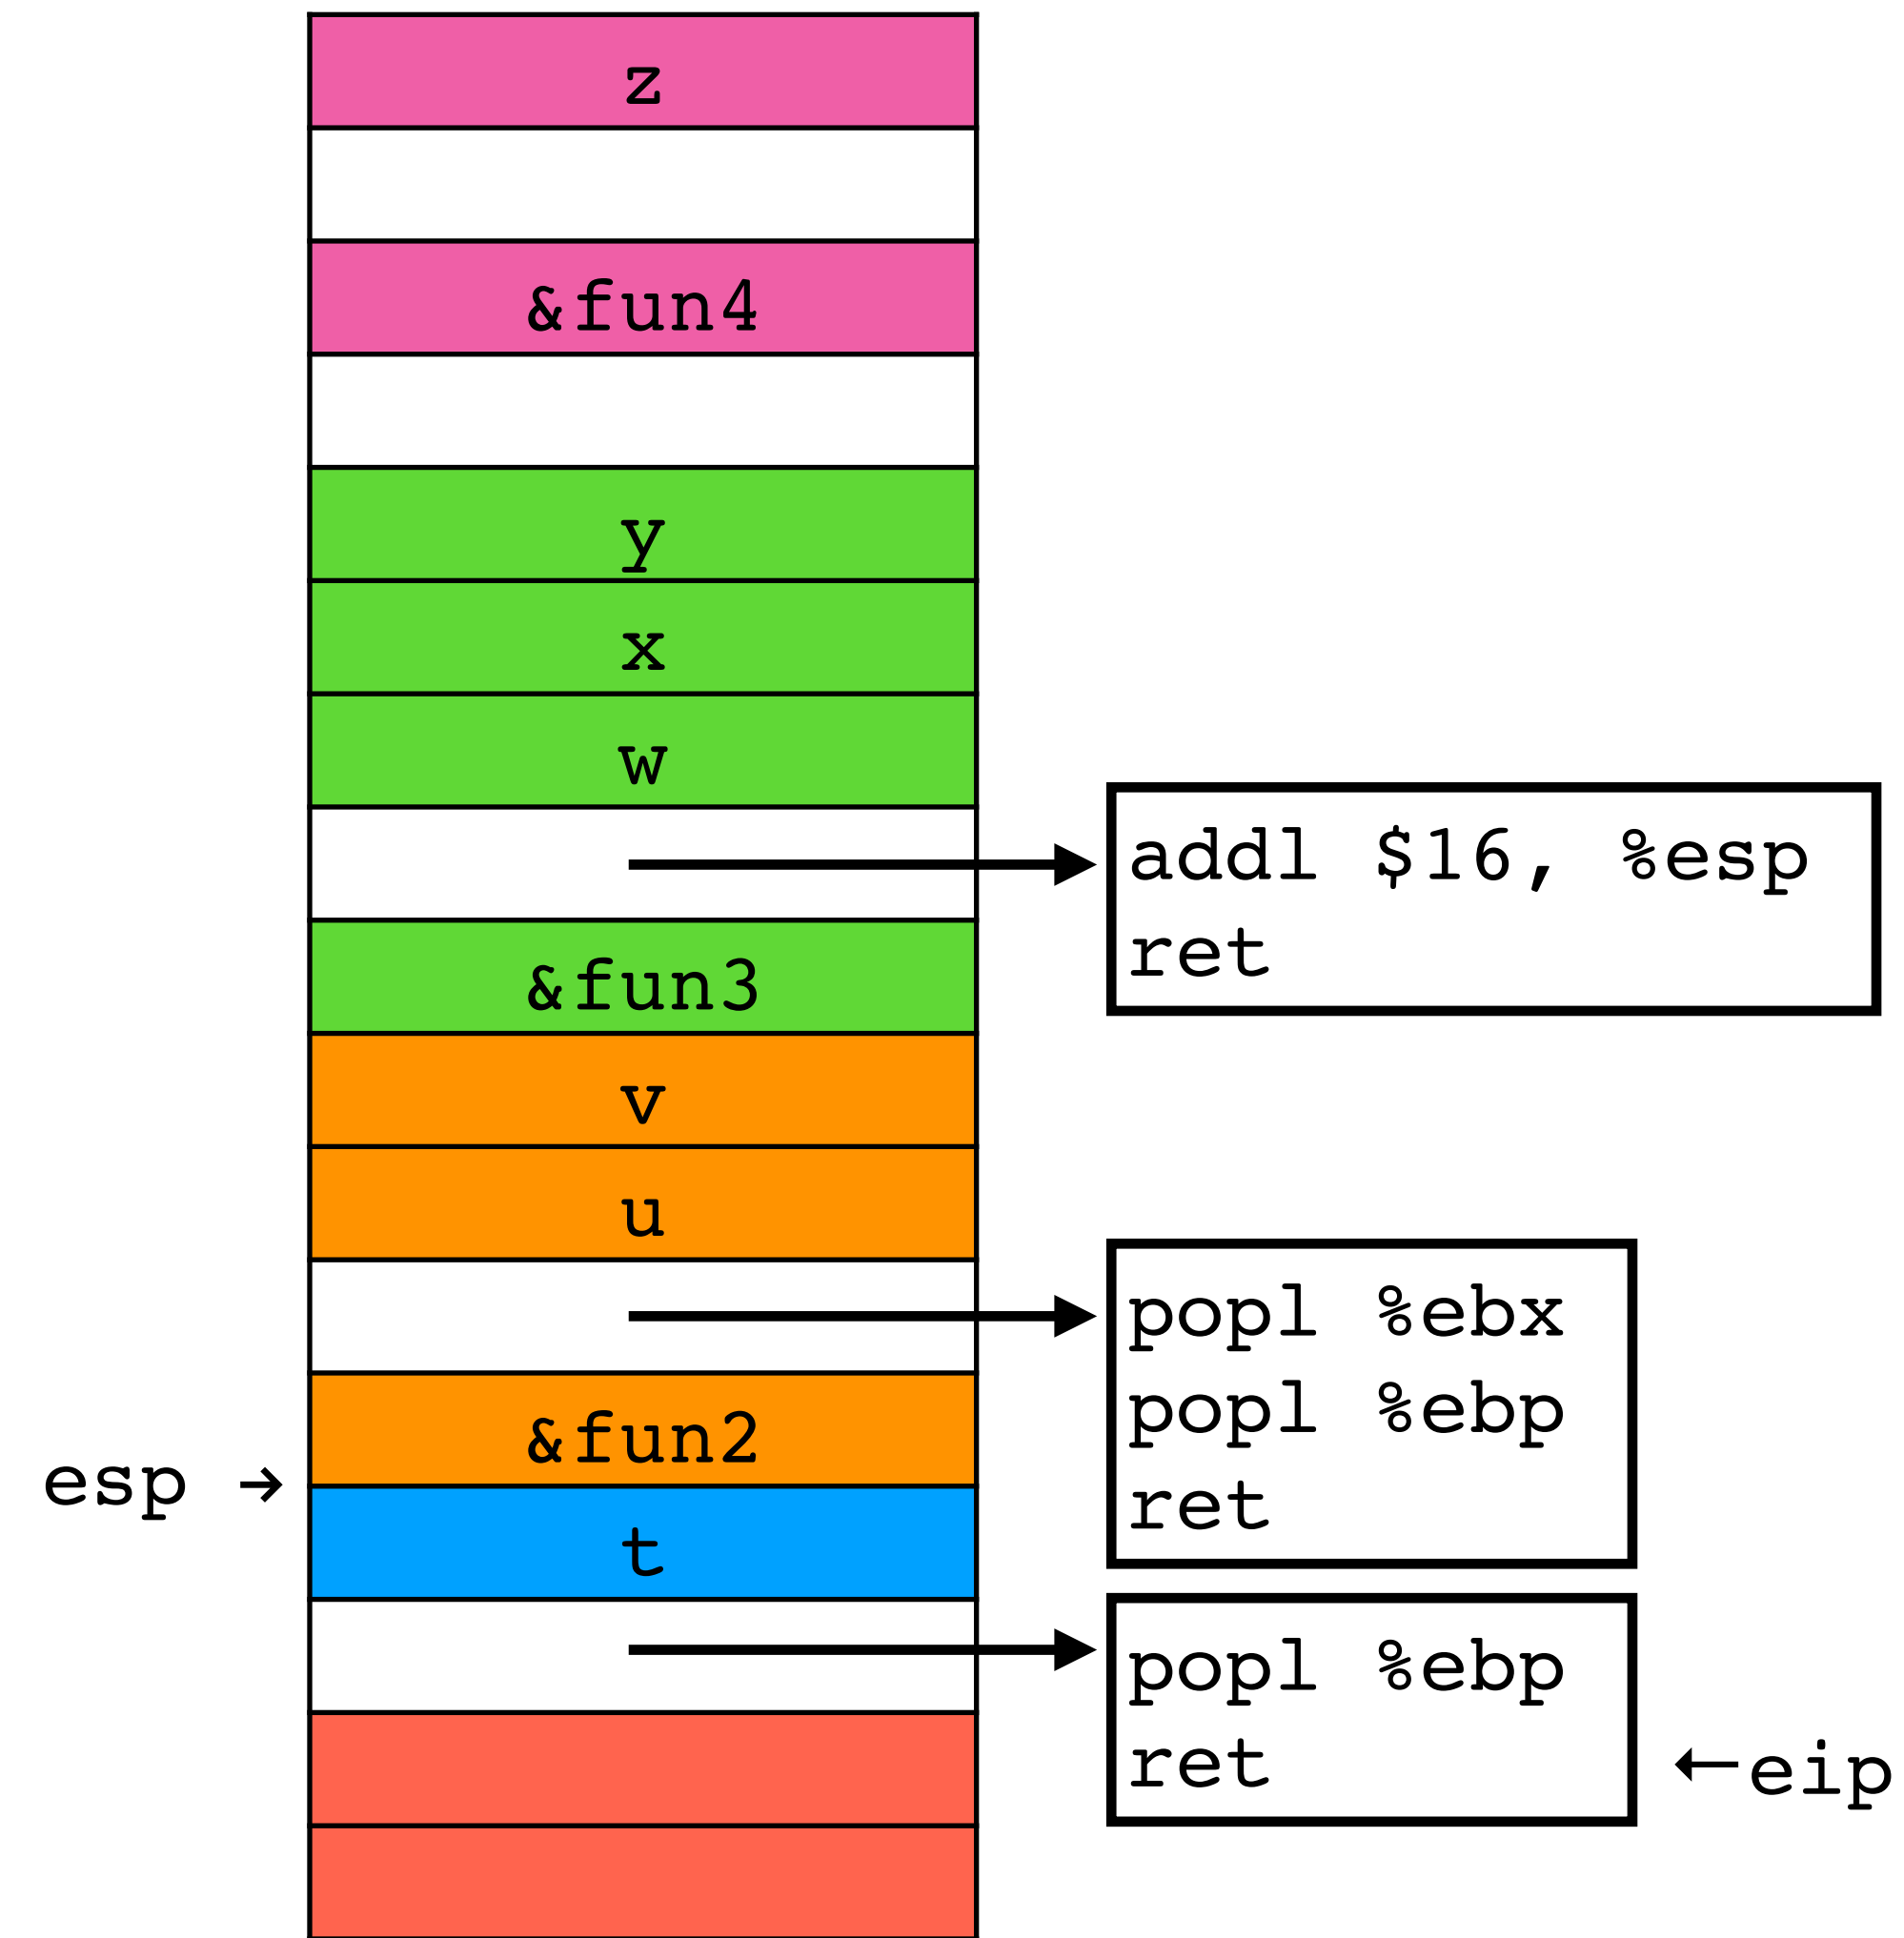 z
&fun4
y
x
w
addl $16, %esp
ret
&fun3
v
u
popl %ebx
popl %ebp
ret
&fun2
esp →
t
popl %ebp
ret
←eip